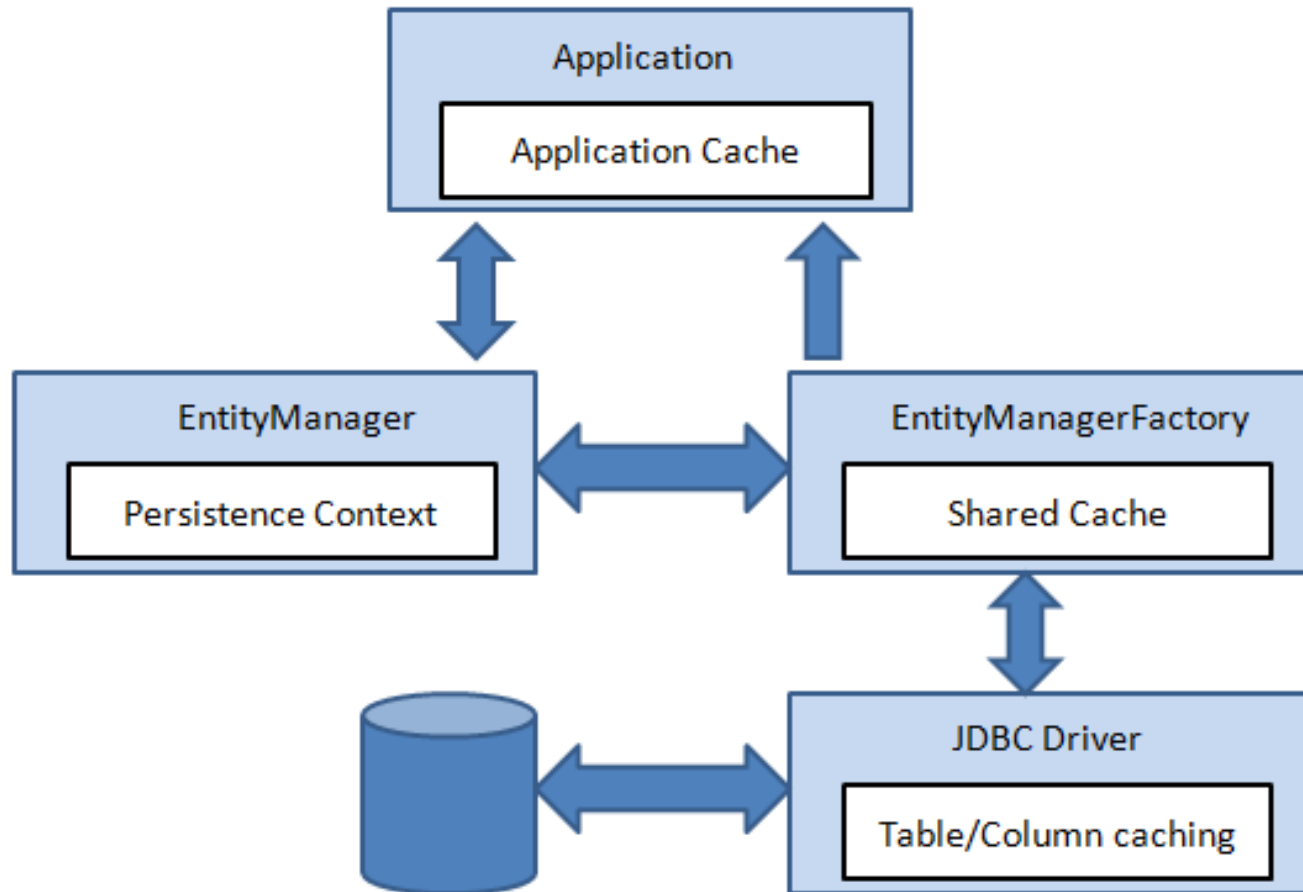 Application
Application Cache
EntityManager
Persistence Context
EntityManagerFactory
Shared Cache
JDBC Driver
Table/Column caching